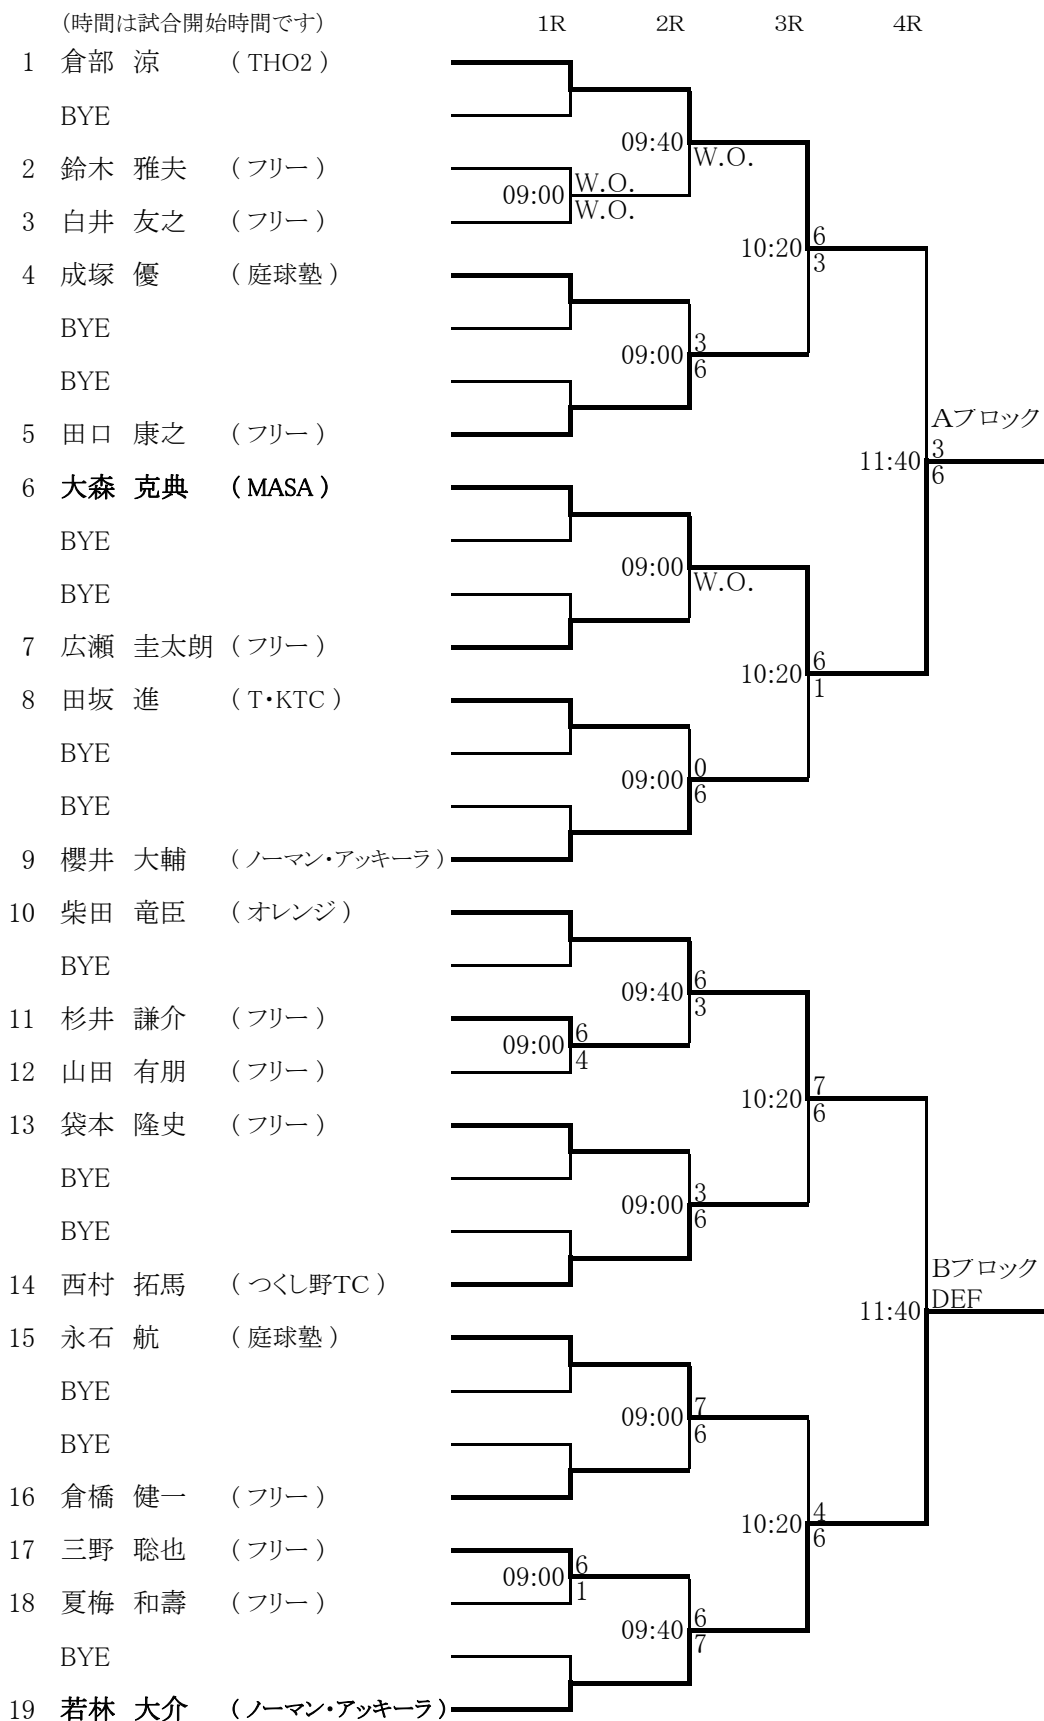 (時間は試合開始時間です) 1R 2R 3R 4R
1 倉部 涼 ( THO2 )
BYE
09:40 W.O.
2 鈴木 雅夫 ( フリー )
09:00 W.O.
W.O.
3 白井 友之 ( フリー )
10:20 6
3
4 成塚 優 ( 庭球塾 )
BYE
09:00 3
6
BYE
Aブロック
5 田口 康之 ( フリー )
11:40 3
6
6 大森 克典 ( MASA )
BYE
09:00 W.O.
BYE
7 広瀬 圭太朗 ( フリー )
10:20 6
1
8 田坂 進 ( T・KTC )
BYE
09:00 0
6
BYE
9 櫻井 大輔 ( ノーマン・アッキーラ )
10 柴田 竜臣 ( オレンジ )
BYE
09:40 6
3
11 杉井 謙介 ( フリー )
09:00 6
4
12 山田 有朋 ( フリー )
10:20 7
6
13 袋本 隆史 ( フリー )
BYE
09:00 3
6
BYE
Bブロック
14 西村 拓馬 ( つくし野TC )
11:40 DEF
15 永石 航 ( 庭球塾 )
BYE
09:00 7
6
BYE
16 倉橋 健一 ( フリー )
10:20 4
6
17 三野 聡也 ( フリー )
09:00 6
1
18 夏梅 和壽 ( フリー )
09:40 6
7
BYE
19 若林 大介 ( ノーマン・アッキーラ )